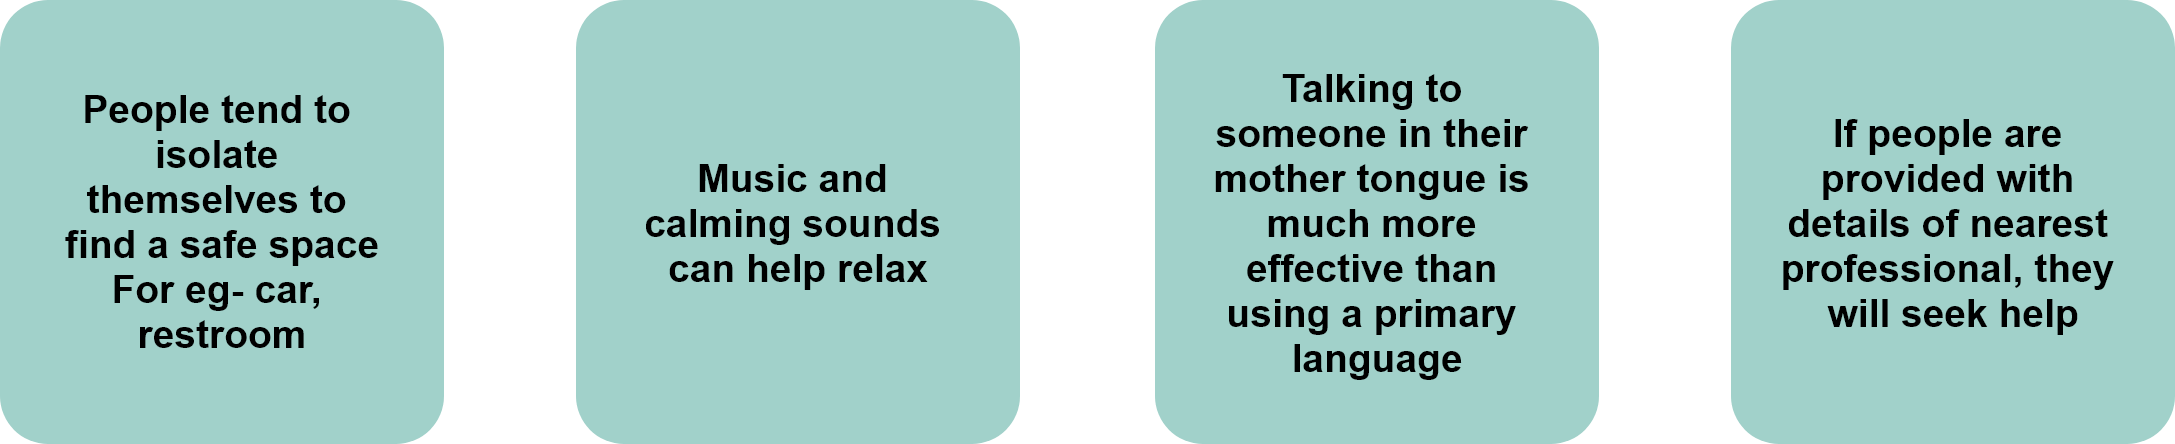 People tend to
isolate
themselves to
find a safe space
For eg- car,
restroom
Music and
calming sounds
can help relax
Talking to
someone in their
mother tongue is
much more
effective than
using a primary
language
If people are
provided with
details of nearest
professional, they
will seek help